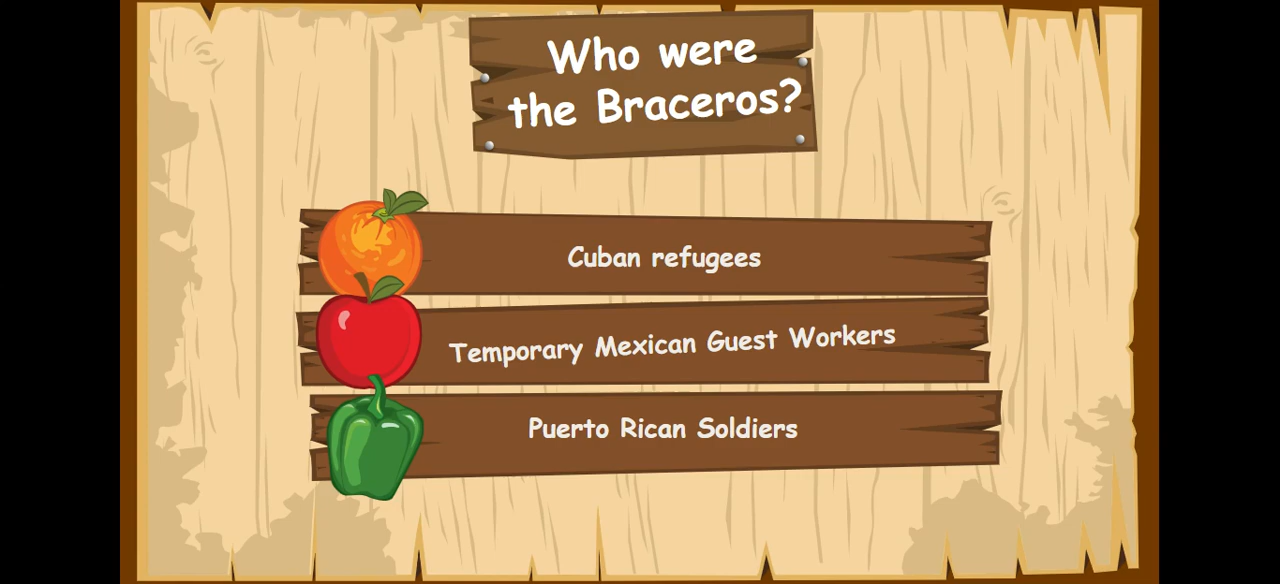 Who were
the Braceros?
Cuban refugees
Temporary Mexican Guest Workers
Puerto Rican Soldiers